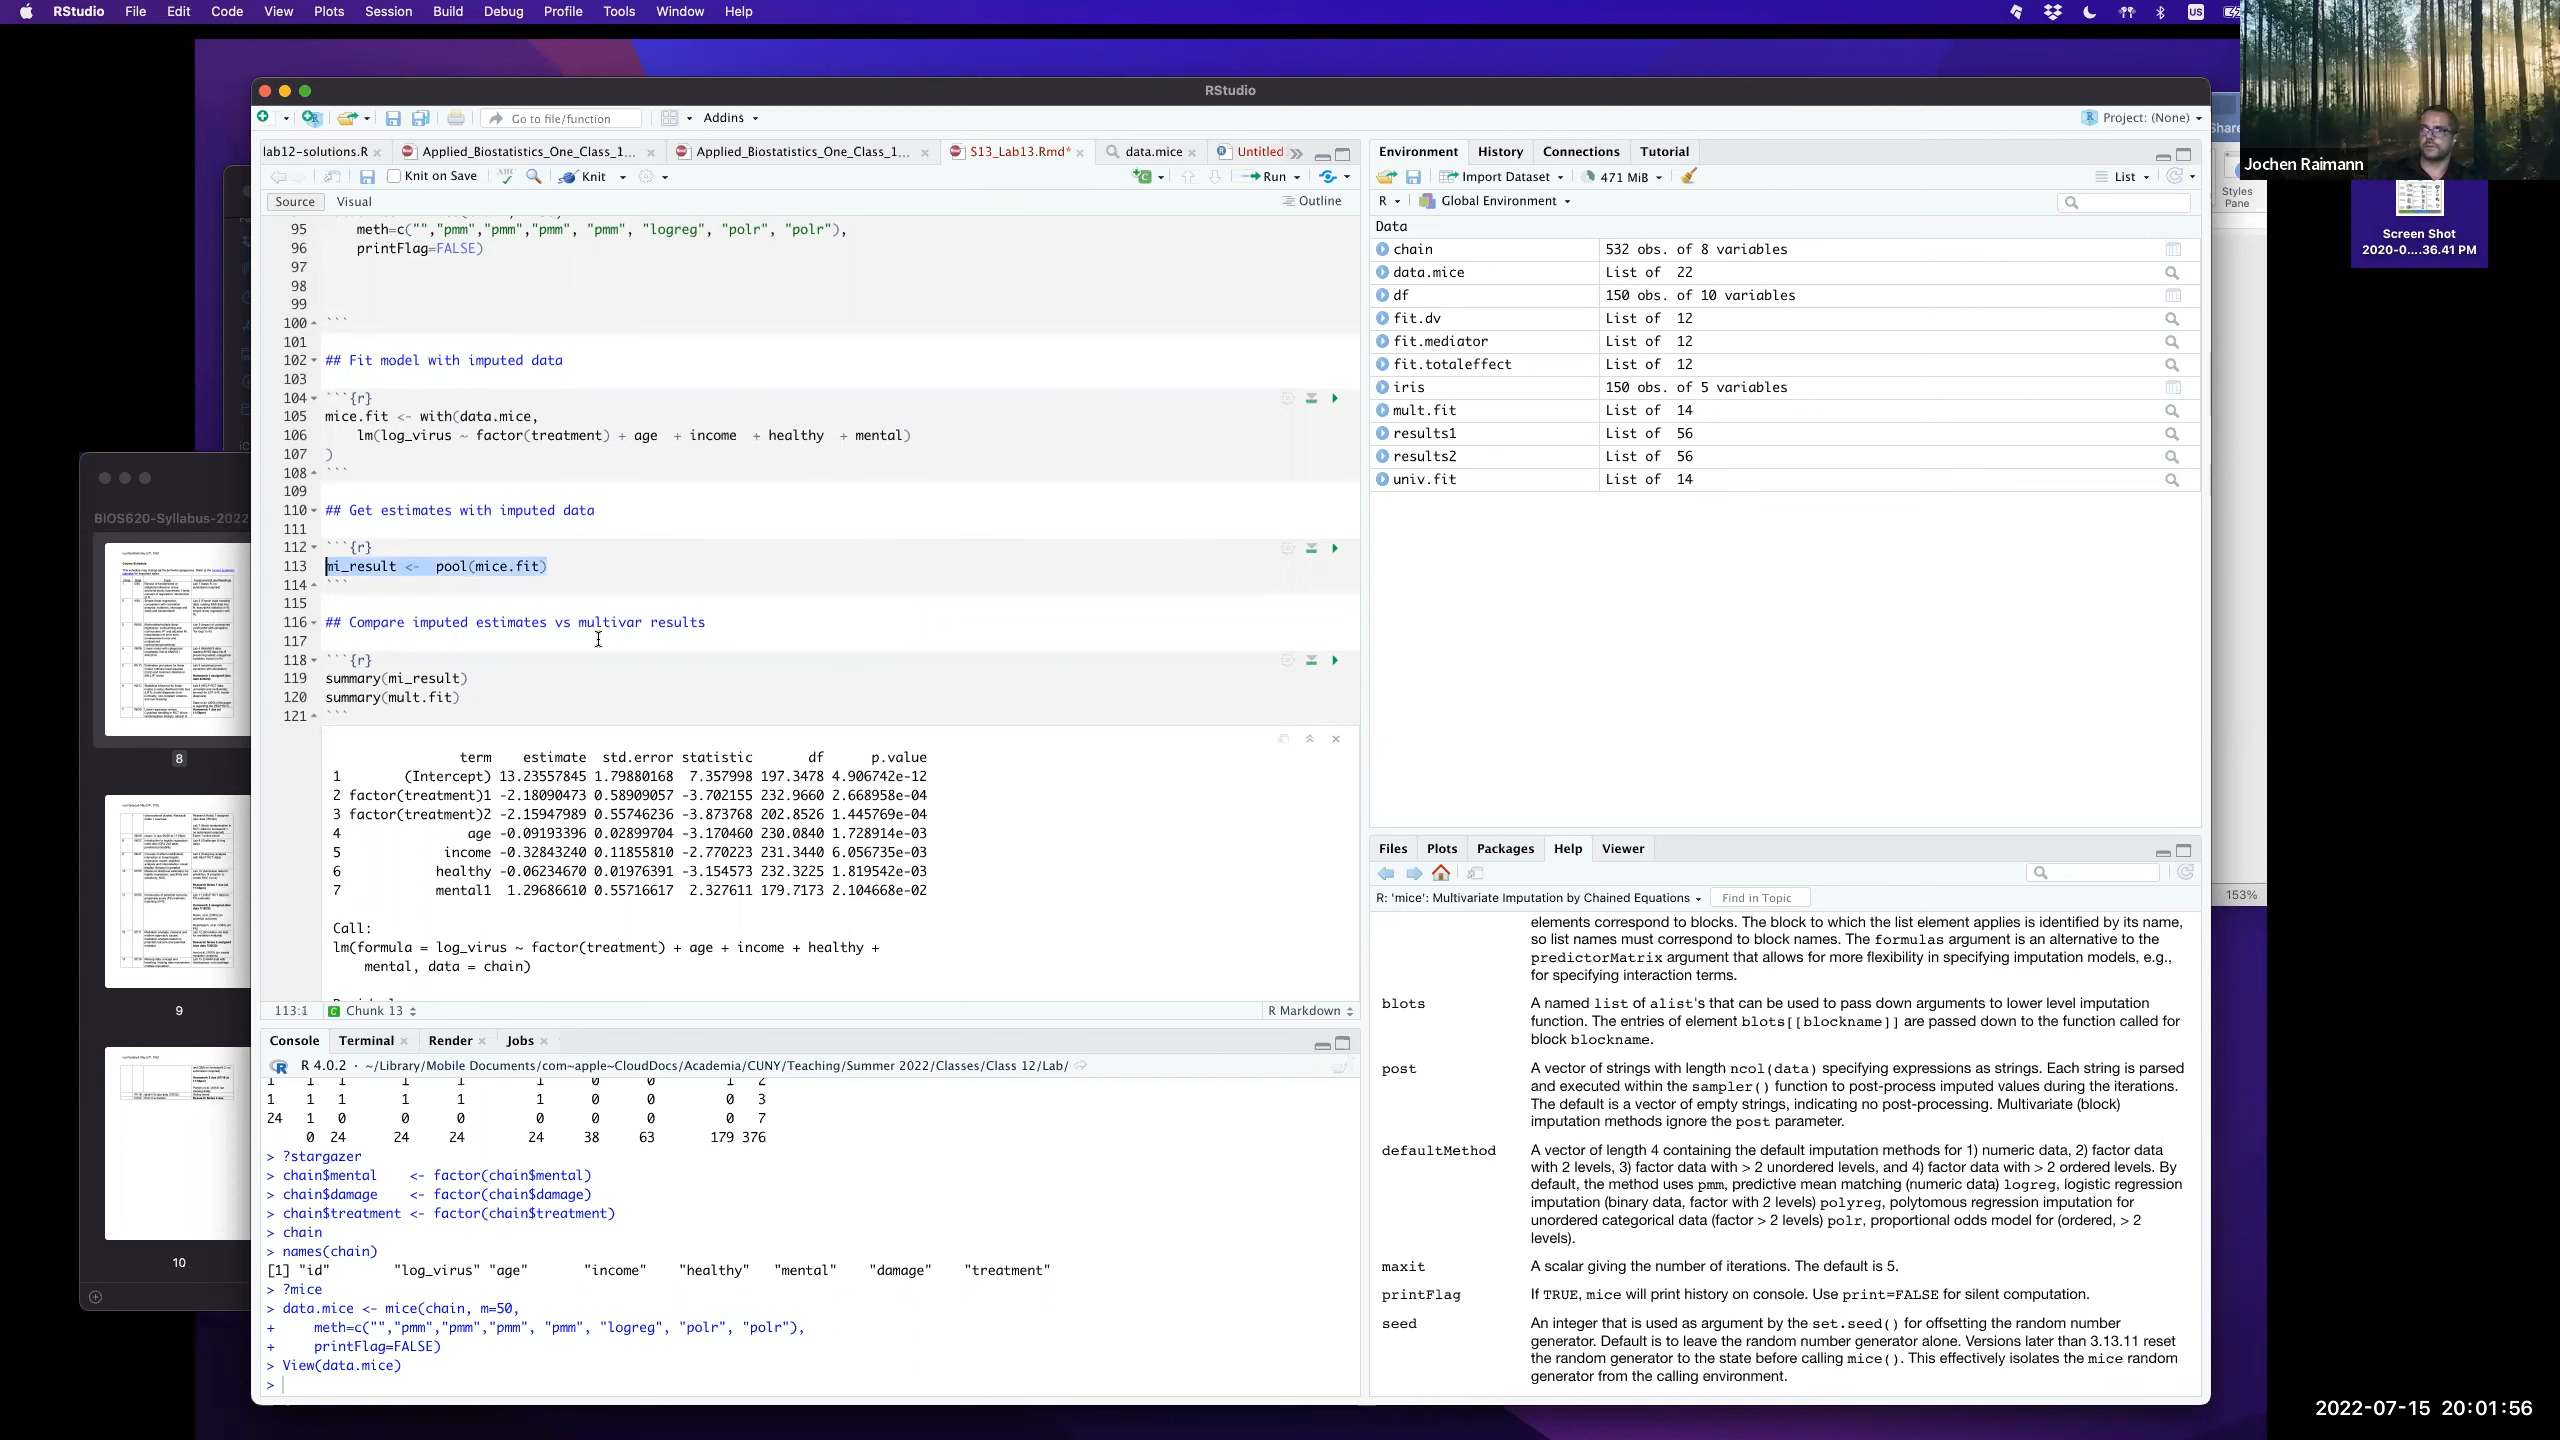 RStudio File Edit Code View Plots Session Build Debug Profile Tools Window Help
US
Jochen Raimann
Share
Styles
Pane
Screen Shot
2020-0....36.41 PM
RStudio
Go to file/function
Addins
Project: (None)
lab12-solutions.R
Applied_Biostatistics_One_Class_1...
Applied_Biostatistics_One_Class_1...
S13_Lab13.Rmd*
data.mice
Untitled
Knit on Save
ABC
Knit
Run
Source Visual
Outline
95 meth=c("","pmm","pmm","pmm", "pmm", "logreg", "polr", "polr"),
96 printFlag=FALSE)
97
98
99
100 ```
101
102 ## Fit model with imputed data
103
104 ```{r}
105 mice.fit <- with(data.mice,
106 lm(log_virus ~ factor(treatment) + age  + income  + healthy  + mental)
107 )
108 ```
109
110 ## Get estimates with imputed data
111
112 ```{r}
113 mi_result <-  pool(mice.fit)
114 ```
115
116 ## Compare imputed estimates vs multivar results
117
118 ```{r}
119 summary(mi_result)
120 summary(mult.fit)
121 ```
term estimate std.error statistic df p.value
1 (Intercept) 13.23557845 1.79880168 7.357998 197.3478 4.906742e-12
2 factor(treatment)1 -2.18090473 0.58909057 -3.702155 232.9660 2.668958e-04
3 factor(treatment)2 -2.15947989 0.55746236 -3.873768 202.8526 1.445769e-04
4 age -0.09193396 0.02899704 -3.170460 230.0840 1.728914e-03
5 income -0.32843240 0.11855810 -2.770223 231.3440 6.056735e-03
6 healthy -0.06234670 0.01976391 -3.154573 232.3225 1.819542e-03
7 mental1 1.29686610 0.55716617 2.327611 179.7173 2.104668e-02
Call:
lm(formula = log_virus ~ factor(treatment) + age + income + healthy +
mental, data = chain)
113:1
Chunk 13
R Markdown
Console Terminal Render Jobs
R 4.0.2 · ~/Library/Mobile Documents/com~apple~CloudDocs/Academia/CUNY/Teaching/Summer 2022/Classes/Class 12/Lab/
1 1 1 1 1 1 0 0 1 2
1 1 1 1 1 1 0 0 0 3
24 1 0 0 0 0 0 0 0 7
0 24 24 24 24 38 63 179 376
> ?stargazer
> chain$mental    <- factor(chain$mental)
> chain$damage    <- factor(chain$damage)
> chain$treatment <- factor(chain$treatment)
> chain
> names(chain)
[1] "id" "log_virus" "age" "income" "healthy" "mental" "damage" "treatment"
> ?mice
> data.mice <- mice(chain, m=50,
+ meth=c("","pmm","pmm","pmm", "pmm", "logreg", "polr", "polr"),
+ printFlag=FALSE)
> View(data.mice)
>
Environment History Connections Tutorial
Import Dataset
471 MiB
List
R
Global Environment
Data
chain 532 obs. of 8 variables
data.mice List of 22
df 150 obs. of 10 variables
fit.dv List of 12
fit.mediator List of 12
fit.totaleffect List of 12
iris 150 obs. of 5 variables
mult.fit List of 14
results1 List of 56
results2 List of 56
univ.fit List of 14
Files Plots Packages Help Viewer
R: 'mice': Multivariate Imputation by Chained Equations
Find in Topic
elements correspond to blocks. The block to which the list element applies is identified by its name,
so list names must correspond to block names. The formulas argument is an alternative to the
predictorMatrix argument that allows for more flexibility in specifying imputation models, e.g.,
for specifying interaction terms.
blots A named list of alist's that can be used to pass down arguments to lower level imputation
function. The entries of element blots[[blockname]] are passed down to the function called for
block blockname.
post A vector of strings with length ncol(data) specifying expressions as strings. Each string is parsed
and executed within the sampler() function to post-process imputed values during the iterations.
The default is a vector of empty strings, indicating no post-processing. Multivariate (block)
imputation methods ignore the post parameter.
defaultMethod A vector of length 4 containing the default imputation methods for 1) numeric data, 2) factor data
with 2 levels, 3) factor data with > 2 unordered levels, and 4) factor data with > 2 ordered levels. By
default, the method uses pmm, predictive mean matching (numeric data) logreg, logistic regression
imputation (binary data, factor with 2 levels) polyreg, polytomous regression imputation for
unordered categorical data (factor > 2 levels) polr, proportional odds model for (ordered, > 2
levels).
maxit A scalar giving the number of iterations. The default is 5.
printFlag If TRUE, mice will print history on console. Use print=FALSE for silent computation.
seed An integer that is used as argument by the set.seed() for offsetting the random number
generator. Default is to leave the random number generator alone. Versions later than 3.13.11 reset
the random generator to the state before calling mice(). This effectively isolates the mice random
generator from the calling environment.
BIOS620-Syllabus-2022
8
9
10
153%
2022-07-15 20:01:56